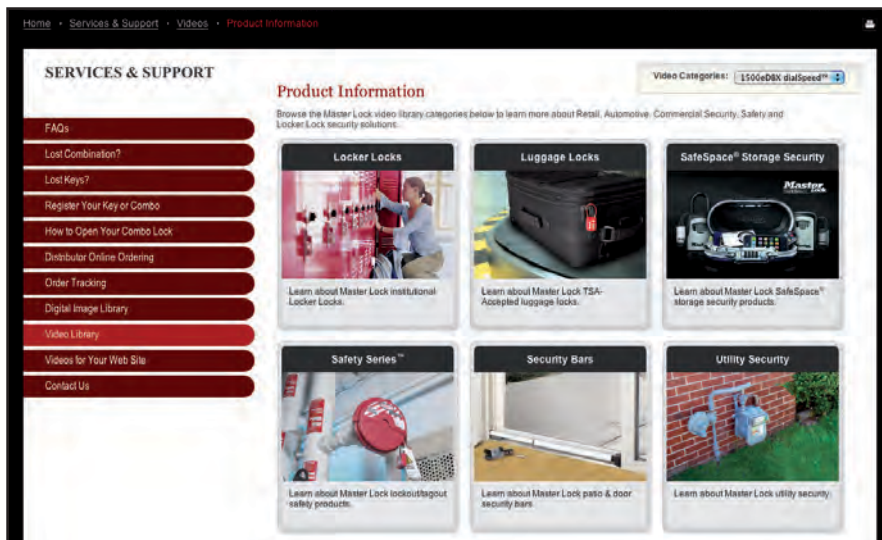 Home • Services & Support • Videos • Product Information
SERVICES & SUPPORT
Video Categories: 1500eDBX dialSpeed™
Product Information
Browse the Master Lock video library categories below to learn more about Retail, Automotive, Commercial Security, Safety and
Locker Lock security solutions.
FAQs
Lost Combination?
Lost Keys?
Register Your Key or Combo
How to Open Your Combo Lock
Distributor Online Ordering
Order Tracking
Digital Image Library
Video Library
Videos for Your Web Site
Contact Us
Locker Locks
Learn about Master Lock institutional
Locker Locks.
Luggage Locks
Learn about Master Lock TSA-
Accepted luggage locks.
SafeSpace® Storage Security
Master Lock
Learn about Master Lock SafeSpace®
storage security products.
Safety Series™
Learn about Master Lock lockout/tagout
safety products.
Security Bars
Learn about Master Lock patio & door
security bars.
Utility Security
Learn about Master Lock utility security.